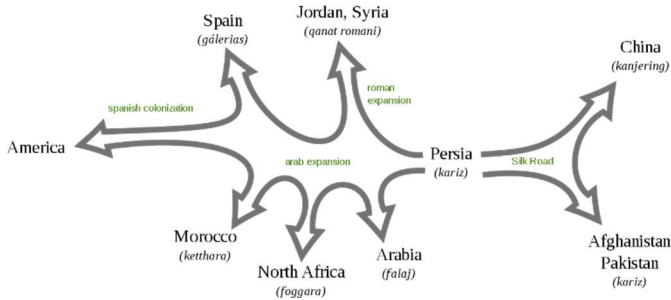 Jordan, Syria
(qanat romani)
Spain
(gálerias)
China
(kanjering)
roman
expansion
spanish colonization
America
arab expansion
Persia
(kariz)
Silk Road
Morocco
(ketthara)
North Africa
(foggara)
Arabia
(falaj)
Afghanistan
Pakistan
(kariz)